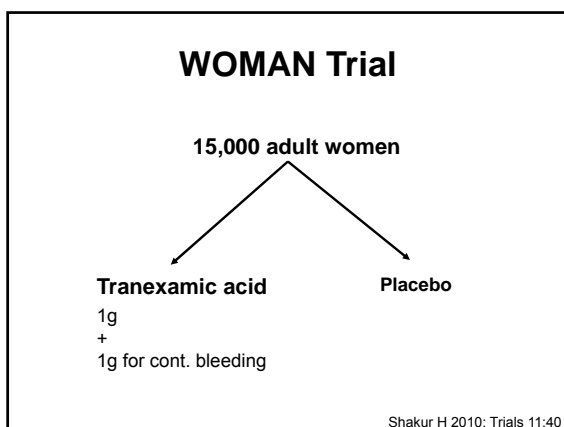 WOMAN Trial
15,000 adult women
Tranexamic acid
Placebo
1g
+
1g for cont. bleeding
Shakur H 2010; Trials 11:40